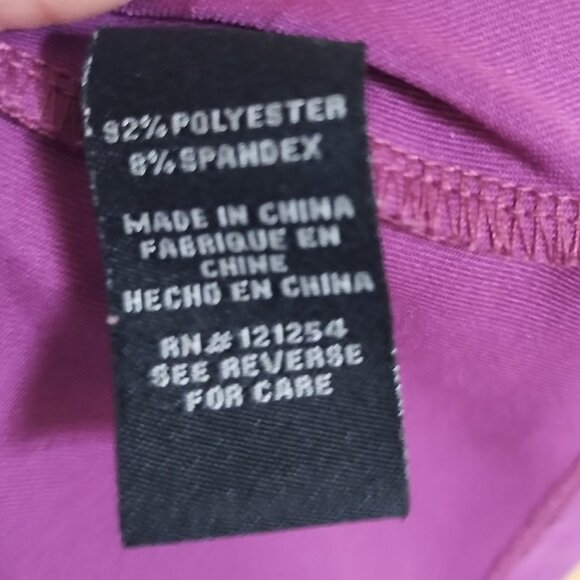 92% POLYESTER
8% SPANDEX
MADE IN CHINA
FABRIQUE EN
CHINE
HECHO EN CHINA
RN# 121254
SEE REVERSE
FOR CARE